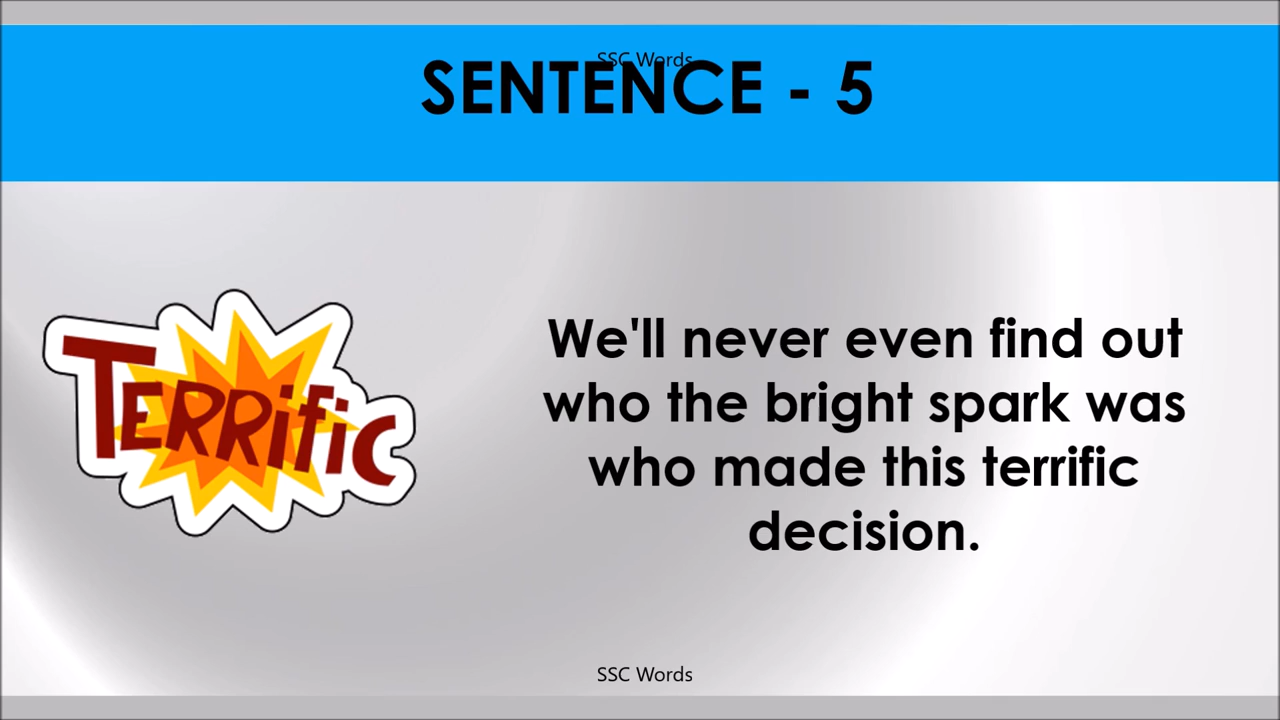 SSC Words
SENTENCE - 5
TERRific
We'll never even find out
who the bright spark was
who made this terrific
decision.
SSC Words